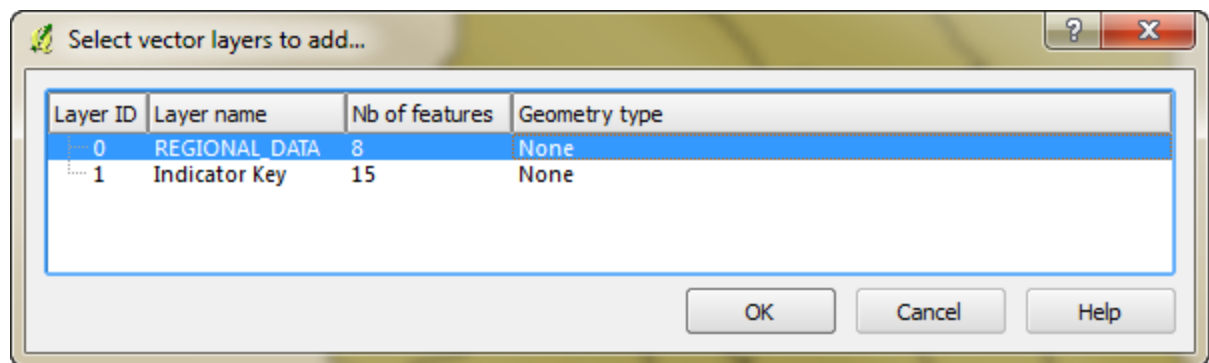 Select vector layers to add...
?
X
Layer ID Layer name Nb of features Geometry type
0 REGIONAL_DATA 8 None
1 Indicator Key 15 None
OK Cancel Help